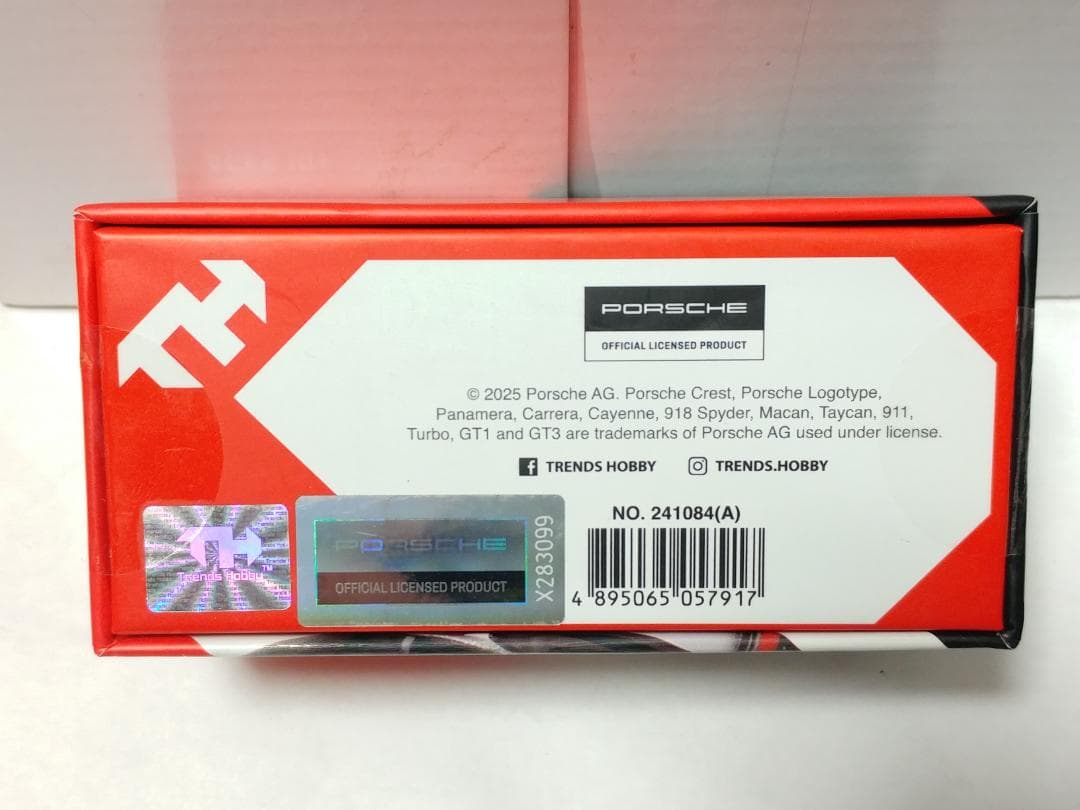 PORSCHE
OFFICIAL LICENSED PRODUCT
© 2025 Porsche AG. Porsche Crest, Porsche Logotype,
Panamera, Carrera, Cayenne, 918 Spyder, Macan, Taycan, 911,
Turbo, GT1 and GT3 are trademarks of Porsche AG used under license.
TRENDS HOBBY
TRENDS.HOBBY
NO. 241084(A)
4 895065 057917
TH
Trends Hobby™
PORSCHE
OFFICIAL LICENSED PRODUCT
X283099